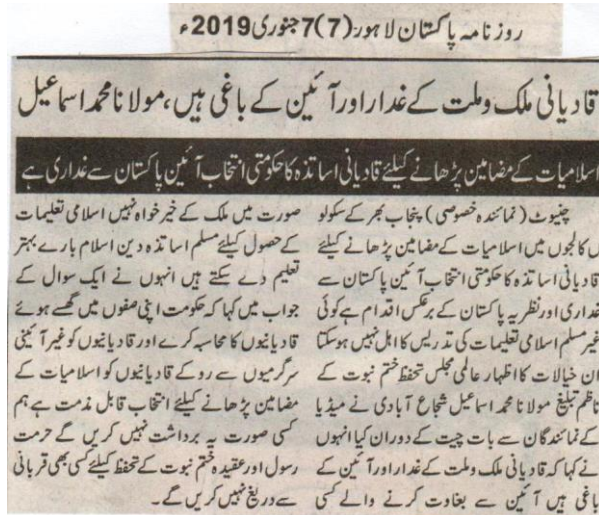 روزنامہ پاکستان لاہور (7) 7 جنوری 2019ء
قادیانی ملک و ملت کے غدار اور آئین کے باغی ہیں، مولانا محمد اسماعیل
اسلامیات کے مضامین پڑھانے کیلئے قادیانی اساتذہ کا حکومتی انتخاب آئین پاکستان سے غداری ہے
چنیوٹ (نمائندہ خصوصی) پنجاب بھر کے سکولو
ں کالجوں میں اسلامیات کے مضامین پڑھانے کیلئے
قادیانی اساتذہ کا حکومتی انتخاب آئین پاکستان سے
غداری اور نظریہ پاکستان کے برعکس اقدام ہے کوئی
غیر مسلم اسلامی تعلیمات کی تدریس کا اہل نہیں ہوسکتا
ان خیالات کا اظہار عالمی مجلس تحفظ ختم نبوت کے
ناظم تبلیغ مولانا محمد اسماعیل شجاع آبادی نے میڈیا
کے نمائندگان سے بات چیت کے دوران کیا انہوں
نے کہا کہ قادیانی ملک و ملت کے غدار اور آئین کے
باغی ہیں آئین سے بغاوت کرنے والے کسی
صورت میں ملک کے خیر خواہ نہیں اسلامی تعلیمات
کے حصول کیلئے مسلم اساتذہ دین اسلام بارے بہتر
تعلیم دے سکتے ہیں انہوں نے ایک سوال کے
جواب میں کہا کہ حکومت اپنی صفوں میں گھسے ہوئے
قادیانیوں کا محاسبہ کرے اور قادیانیوں کو غیر آئینی
سرگرمیوں سے روکے قادیانیوں کو اسلامیات کے
مضامین پڑھانے کیلئے انتخاب قابل مذمت ہے ہم
کسی صورت یہ برداشت نہیں کریں گے حرمت
رسول اور عقیدہ ختم نبوت کے تحفظ کیلئے کسی بھی قربانی
سے دریغ نہیں کریں گے۔